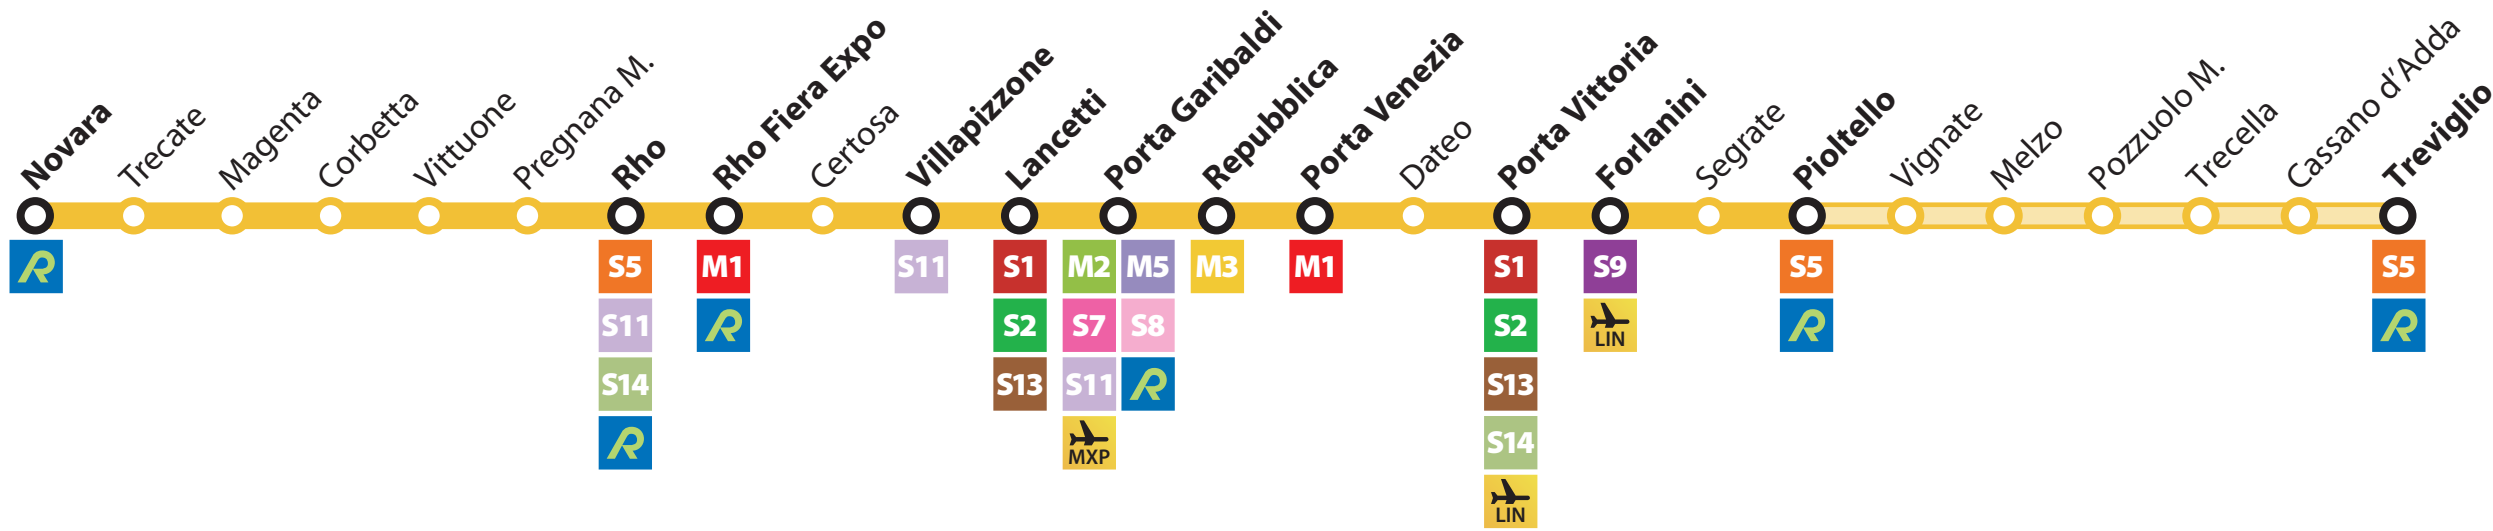 Novara
Trecate
Magenta
Corbetta
Vittuone
Pregnana M.
Rho
Rho Fiera Expo
Certosa
Villapizzone
Lancetti
Porta Garibaldi
Repubblica
Porta Venezia
Dateo
Porta Vittoria
Forlanini
Segrate
Pioltello
Vignate
Melzo
Pozzuolo M.
Trecella
Cassano d'Adda
Treviglio
R
S5
S11
S14
R
M1
R
S11
S1
S2
S13
M2 M5
S7 S8
S11 R
MXP
M3
M1
S1
S2
S13
S14
LIN
S9
LIN
S5
R
S5
R